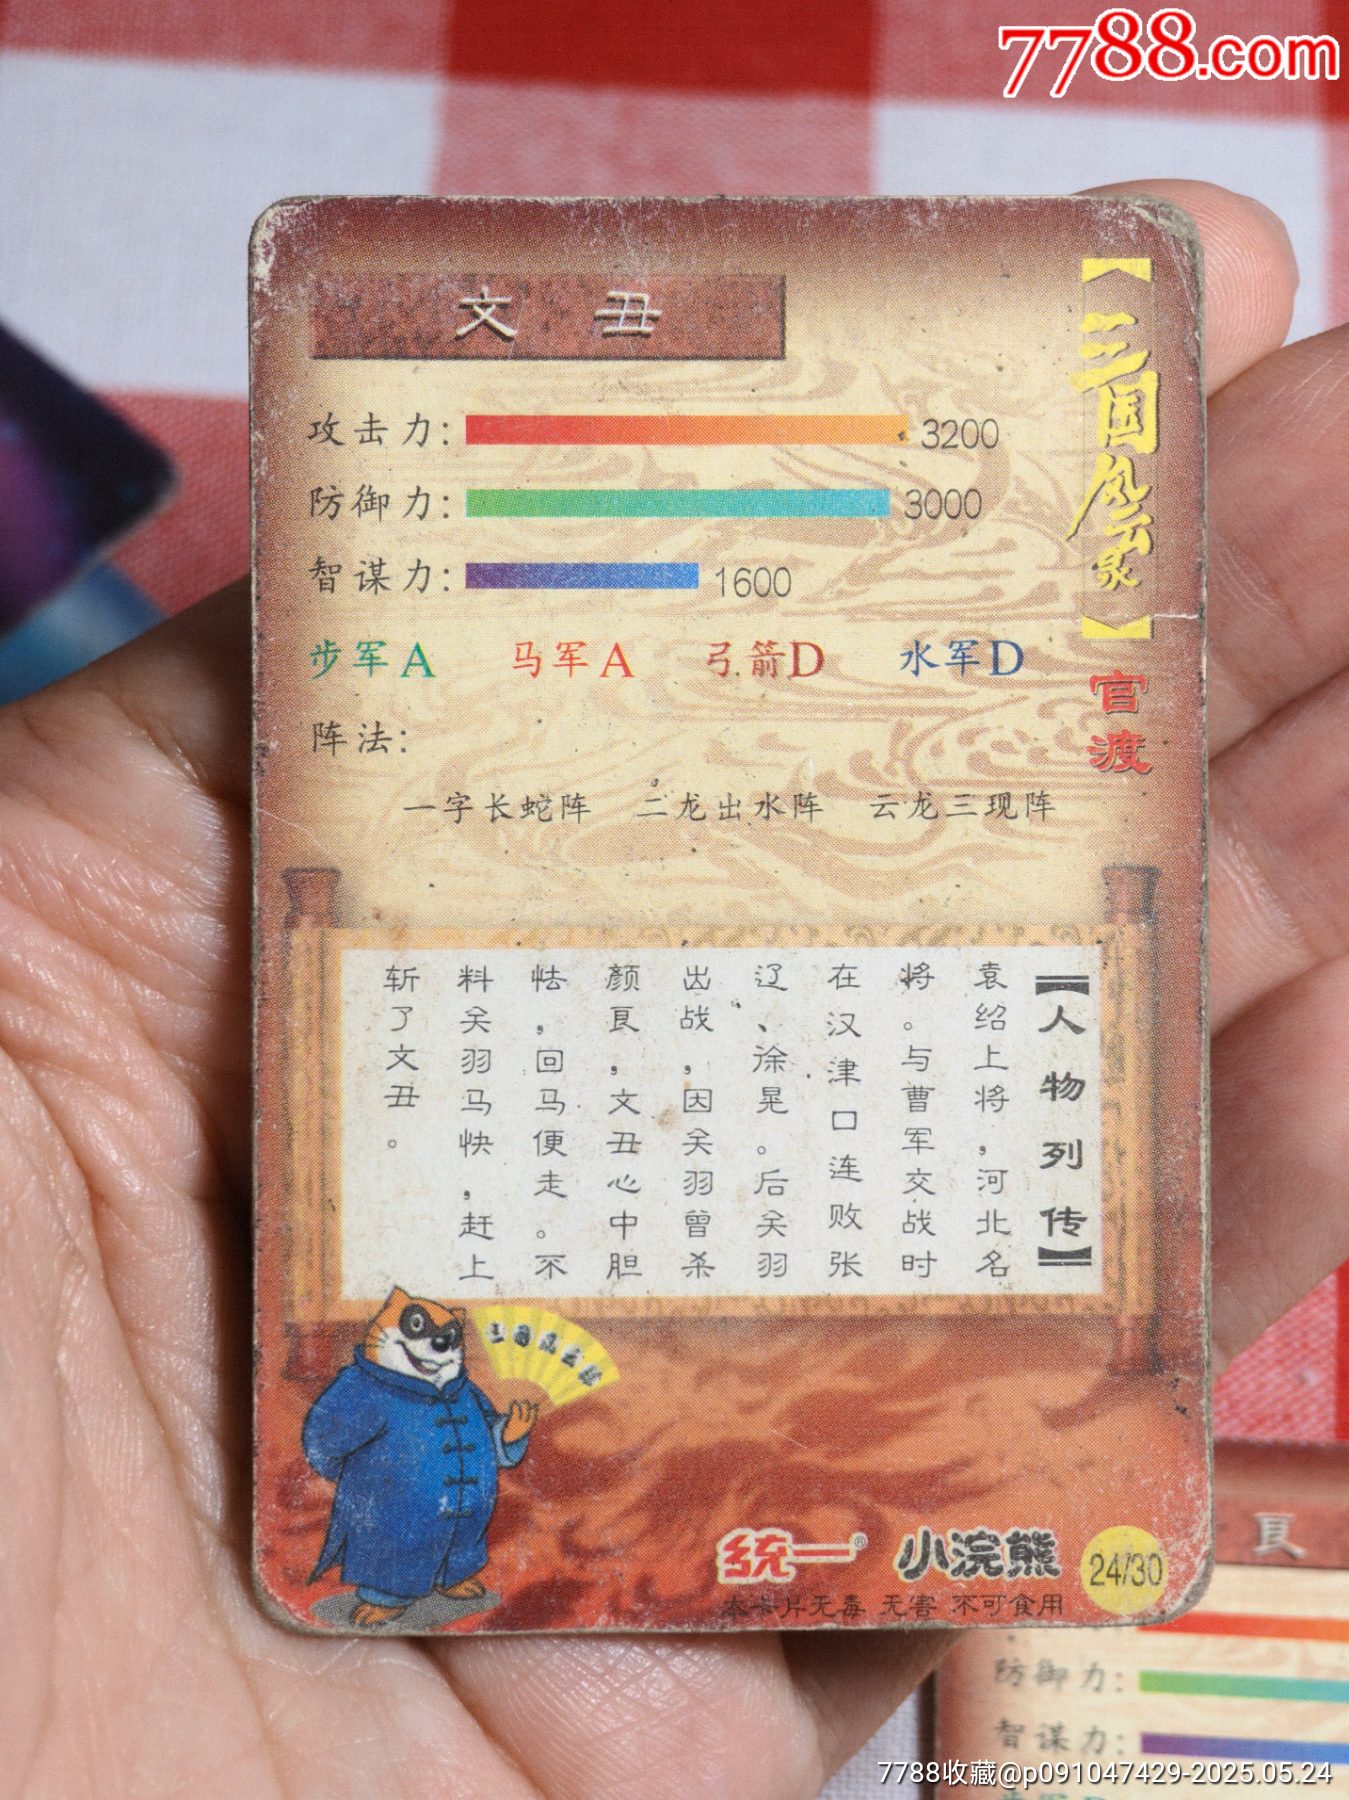 7788.com
文丑
攻击力: 3200
防御力: 3000
智谋力: 1600
步军A 马军A 弓箭D 水军D
阵法:
一字长蛇阵 二龙出水阵 云龙三现阵
【三国风云录】官渡
【人物列传】
袁绍上将，河北名
将。与曹军交战时
在汉津口连败张
辽、徐晃。后关羽
出战，因关羽曾杀
颜良，文丑心中胆
怯，回马便走。不
料关羽马快，赶上
斩了文丑。
三国风云录
统一® 小浣熊 24/30
本卡片无毒 无害 不可食用
良
防御力:
智谋力:
7788收藏@p091047429-2025.05.24